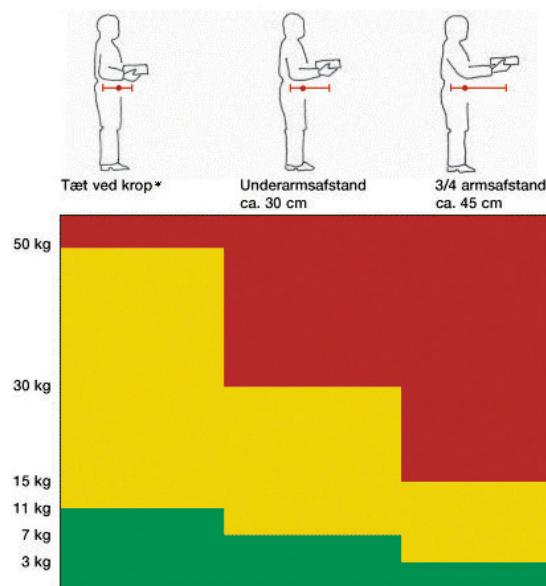 Tæt ved krop*
Underarmsafstand
ca. 30 cm
3/4 armsafstand
ca. 45 cm
50 kg
30 kg
15 kg
11 kg
7 kg
3 kg